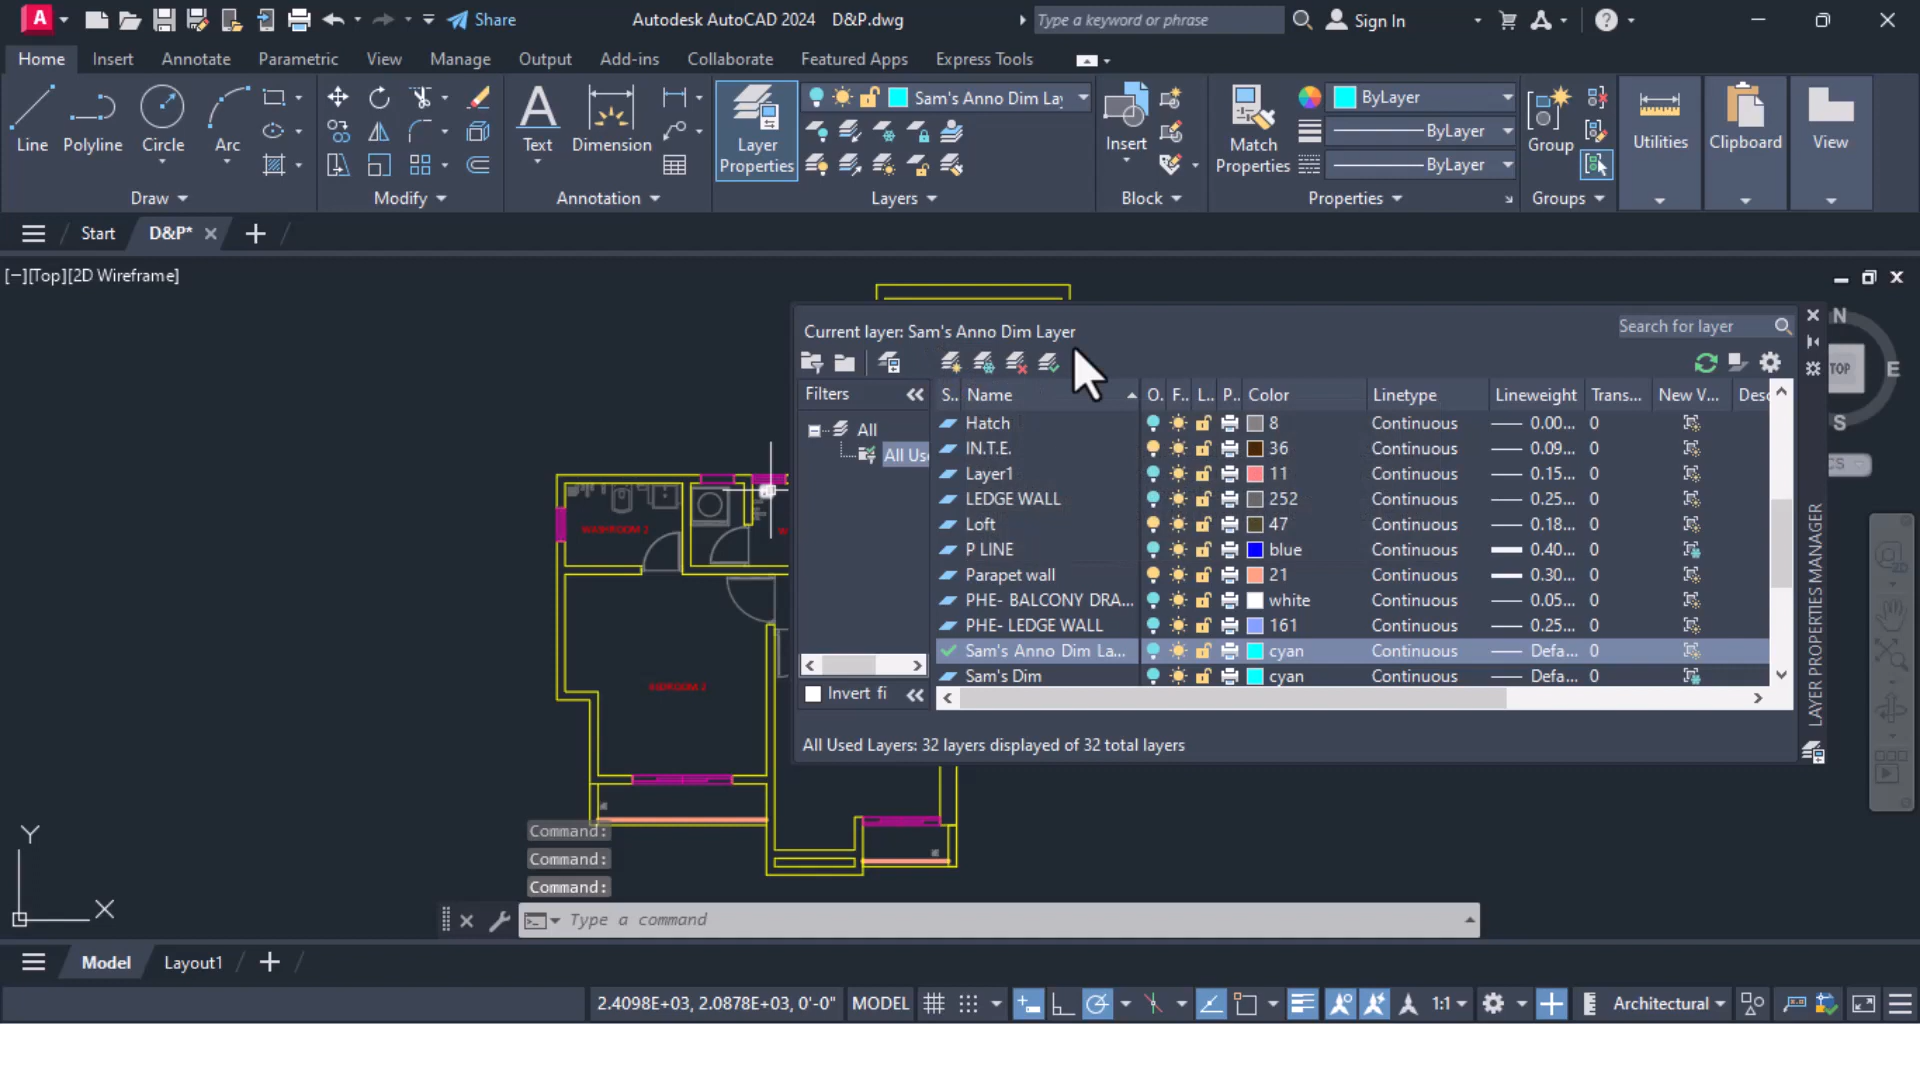 A Share Autodesk AutoCAD 2024 D&P.dwg Type a keyword or phrase Sign In
Home Insert Annotate Parametric View Manage Output Add-ins Collaborate Featured Apps Express Tools
Sam's Anno Dim Lay ByLayer
ByLayer
ByLayer
Line Polyline Circle Arc Text Dimension Layer Properties Insert Match Properties Group Utilities Clipboard View
Draw Modify Annotation Layers Block Properties Groups
Start D&P*
[−][Top][2D Wireframe]
N
TOP E
S
CS
Current layer: Sam's Anno Dim Layer Search for layer
Filters S.. Name O. F.. L.. P.. Color Linetype Lineweight Trans... New V... Desc
All
All Use
Hatch 8 Continuous 0.00... 0
IN.T.E. 36 Continuous 0.09... 0
Layer1 11 Continuous 0.15... 0
LEDGE WALL 252 Continuous 0.25... 0
Loft 47 Continuous 0.18... 0
P LINE blue Continuous 0.40... 0
Parapet wall 21 Continuous 0.30... 0
PHE- BALCONY DRA... white Continuous 0.05... 0
PHE- LEDGE WALL 161 Continuous 0.25... 0
Sam's Anno Dim La... cyan Continuous Defa... 0
Sam's Dim cyan Continuous Defa... 0
Invert fi
All Used Layers: 32 layers displayed of 32 total layers
LAYER PROPERTIES MANAGER
WASHROOM 2
W
BEDROOM 2
Command:
Command:
Command:
Type a command
Y
X
Model Layout1
2.4098E+03, 2.0878E+03, 0'-0" MODEL 1:1 Architectural